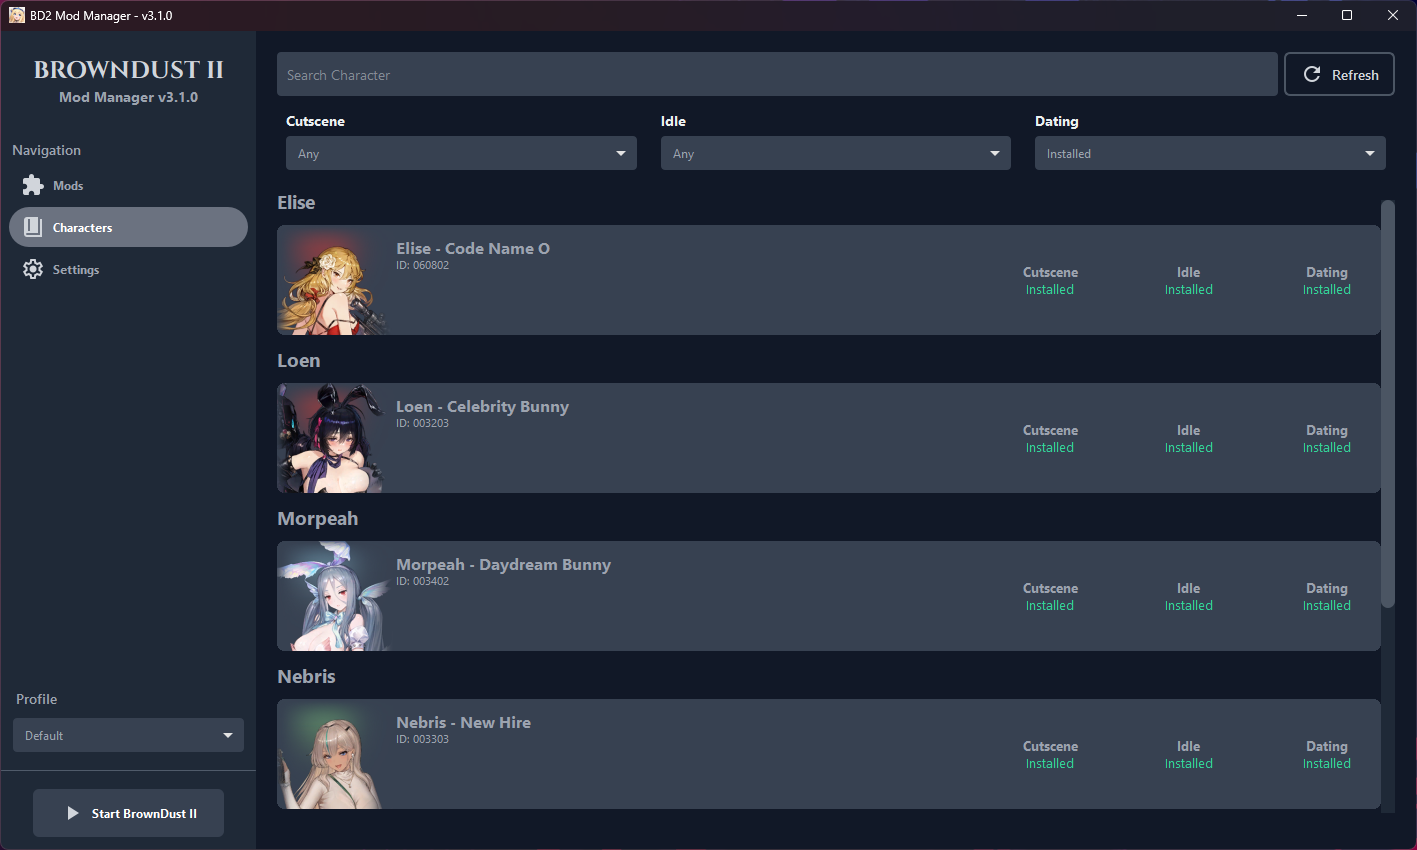 BD2 Mod Manager - v3.1.0
BROWNDUST II
Mod Manager v3.1.0
Navigation
Mods
Characters
Settings
Profile
Default
Start BrownDust II
Search Character
Refresh
Cutscene
Idle
Dating
Any
Any
Installed
Elise
Elise - Code Name O
ID: 060802
Cutscene
Idle
Dating
Installed
Installed
Installed
Loen
Loen - Celebrity Bunny
ID: 003203
Cutscene
Idle
Dating
Installed
Installed
Installed
Morpeah
Morpeah - Daydream Bunny
ID: 003402
Cutscene
Idle
Dating
Installed
Installed
Installed
Nebris
Nebris - New Hire
ID: 003303
Cutscene
Idle
Dating
Installed
Installed
Installed